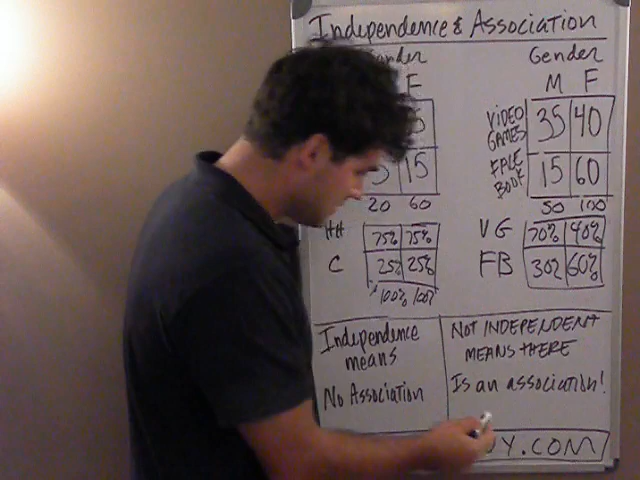 Independence & Association
Gender
M F
VIDEO GAMES 35 40
FACE BOOK 15 60
50 100
VG 70% 40%
FB 30% 60%
F
15
20 60
HH 75% 75%
C 25% 25%
100% 100%
Independence
means
No Association
NOT INDEPENDENT
MEANS THERE
Is an association!
.COM